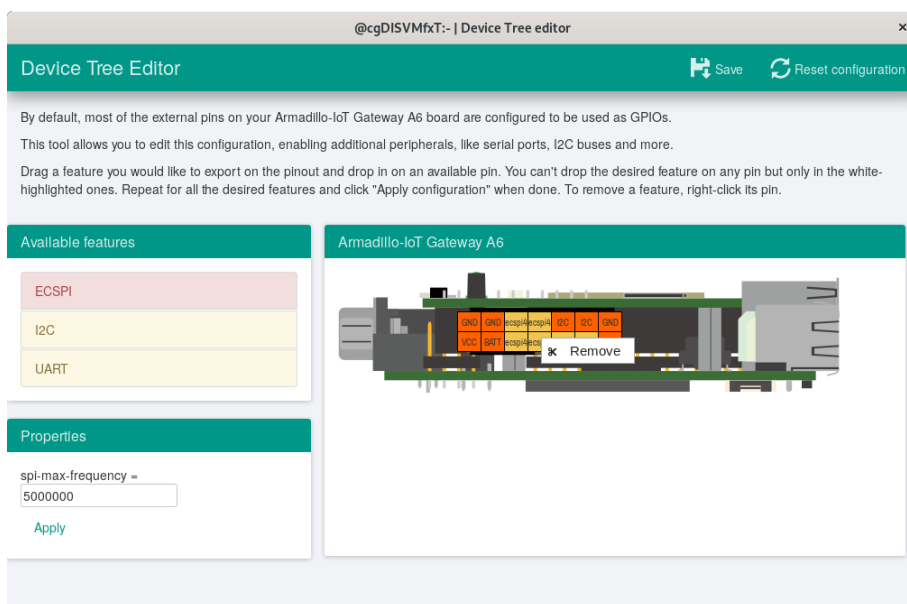 @cgDISVMfxT:~ | Device Tree editor
×
Device Tree Editor
Save
Reset configuration
By default, most of the external pins on your Armadillo-IoT Gateway A6 board are configured to be used as GPIOs.
This tool allows you to edit this configuration, enabling additional peripherals, like serial ports, I2C buses and more.
Drag a feature you would like to export on the pinout and drop in on an available pin. You can't drop the desired feature on any pin but only in the white-
highlighted ones. Repeat for all the desired features and click "Apply configuration" when done. To remove a feature, right-click its pin.
Available features
ECSPI
I2C
UART
Properties
spi-max-frequency =
5000000
Apply
Armadillo-IoT Gateway A6
GND GND ecspi4 ecspi4 I2C I2C GND
VCC BATT ecspi4 ecs
Remove